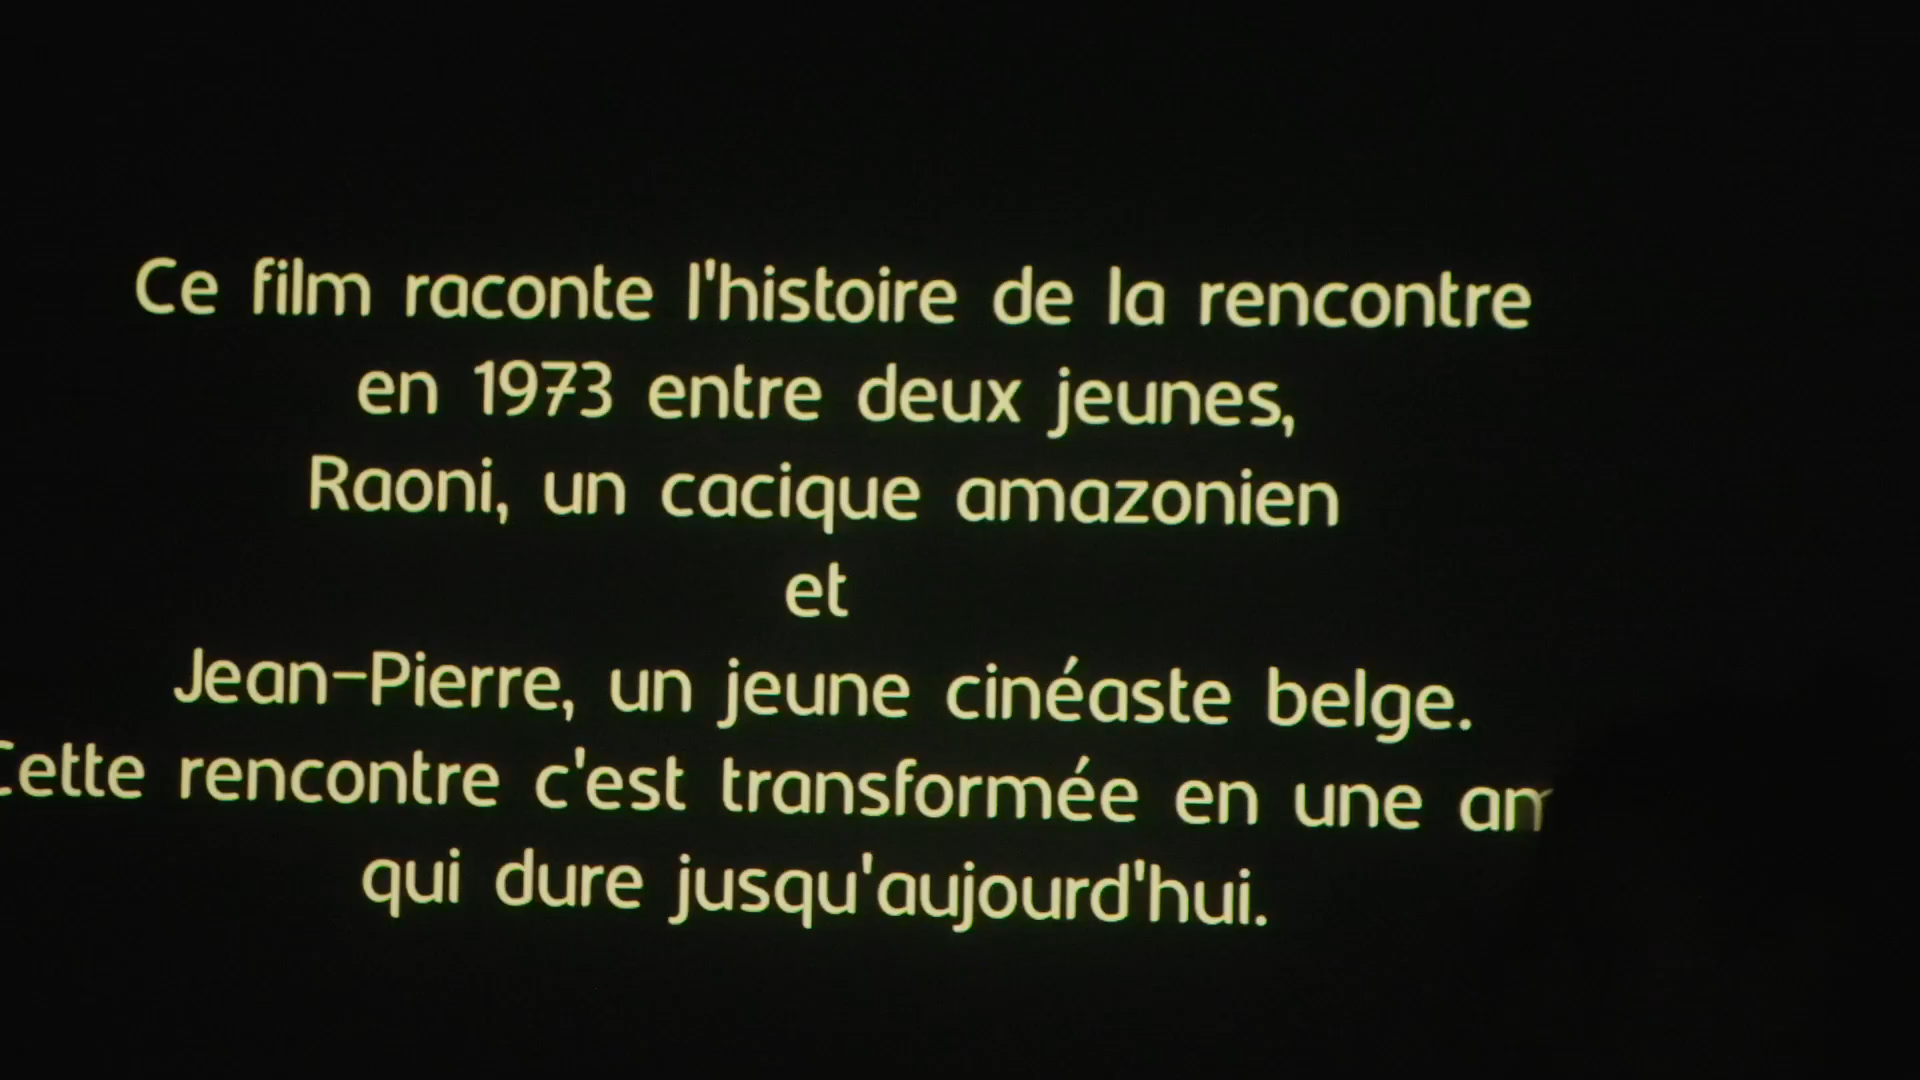 Ce film raconte l'histoire de la rencontre
en 1973 entre deux jeunes,
Raoni, un cacique amazonien
et
Jean-Pierre, un jeune cinéaste belge.
Cette rencontre c'est transformée en une
qui dure jusqu'aujourd'hui.